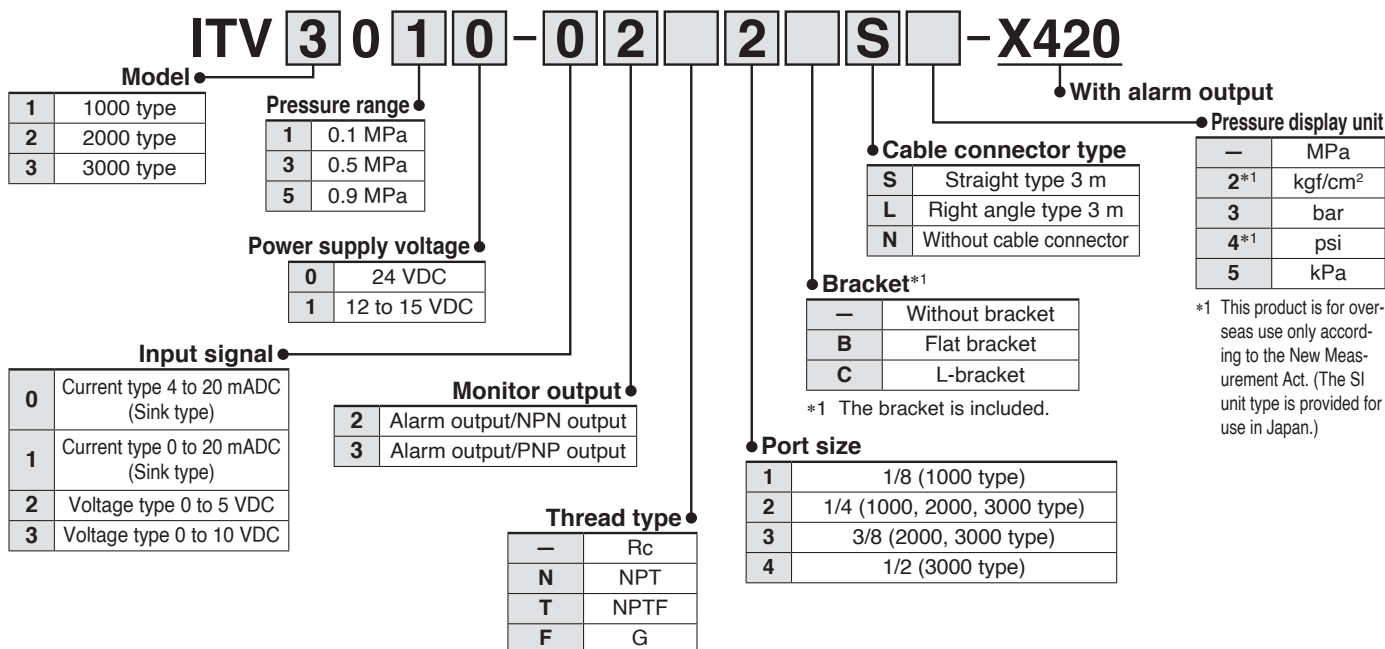 ITV 3 0 1 0 - 0 2 2 S - X420
Model
1 1000 type
2 2000 type
3 3000 type
Pressure range
1 0.1 MPa
3 0.5 MPa
5 0.9 MPa
Power supply voltage
0 24 VDC
1 12 to 15 VDC
Input signal
0 Current type 4 to 20 mADC
(Sink type)
1 Current type 0 to 20 mADC
(Sink type)
2 Voltage type 0 to 5 VDC
3 Voltage type 0 to 10 VDC
Monitor output
2 Alarm output/NPN output
3 Alarm output/PNP output
Thread type
— Rc
N NPT
T NPTF
F G
Port size
1 1/8 (1000 type)
2 1/4 (1000, 2000, 3000 type)
3 3/8 (2000, 3000 type)
4 1/2 (3000 type)
Bracket*1
— Without bracket
B Flat bracket
C L-bracket
*1 The bracket is included.
Cable connector type
S Straight type 3 m
L Right angle type 3 m
N Without cable connector
With alarm output
Pressure display unit
— MPa
2*1 kgf/cm²
3 bar
4*1 psi
5 kPa
*1 This product is for over-
seas use only accord-
ing to the New Meas-
urement Act. (The SI
unit type is provided for
use in Japan.)